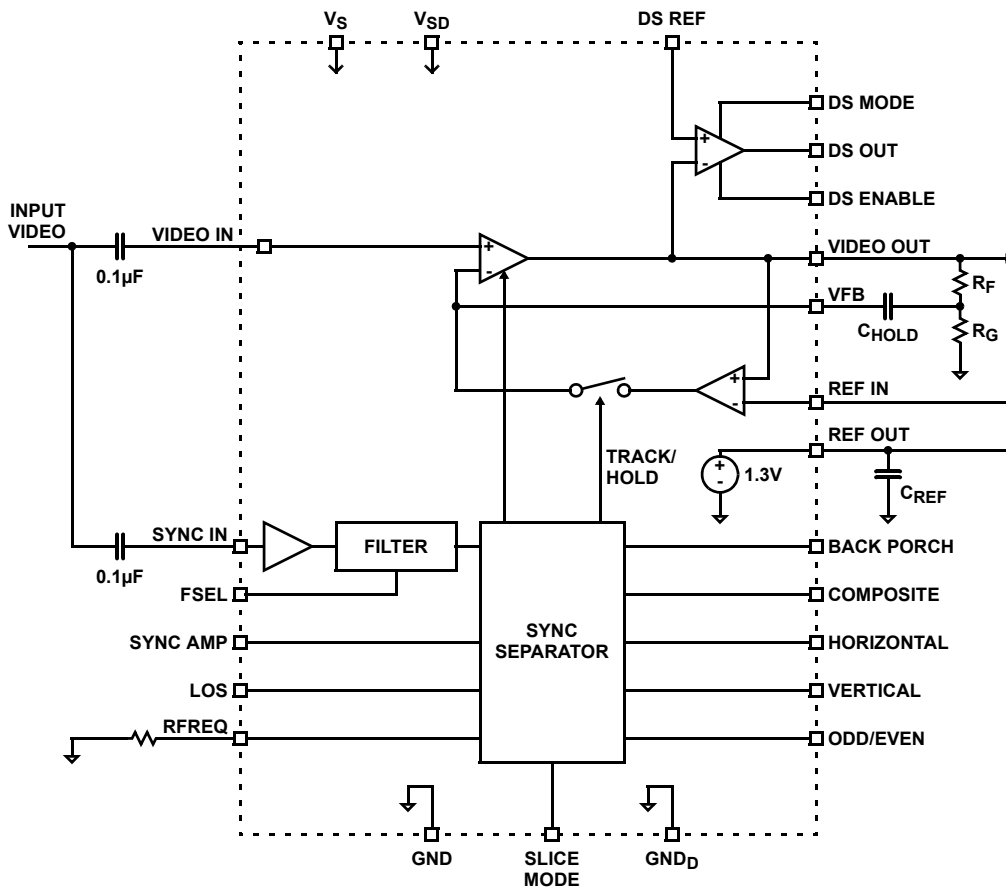 VS
VSD
DS REF
DS MODE
DS OUT
DS ENABLE
INPUT
VIDEO
0.1µF
VIDEO IN
+
-
+
-
VIDEO OUT
VFB
CHOLD
RF
RG
+
-
REF IN
REF OUT
TRACK/
HOLD
+
-
1.3V
CREF
0.1µF
SYNC IN
FILTER
FSEL
SYNC AMP
LOS
RFREQ
SYNC
SEPARATOR
BACK PORCH
COMPOSITE
HORIZONTAL
VERTICAL
ODD/EVEN
GND
SLICE
MODE
GNDD